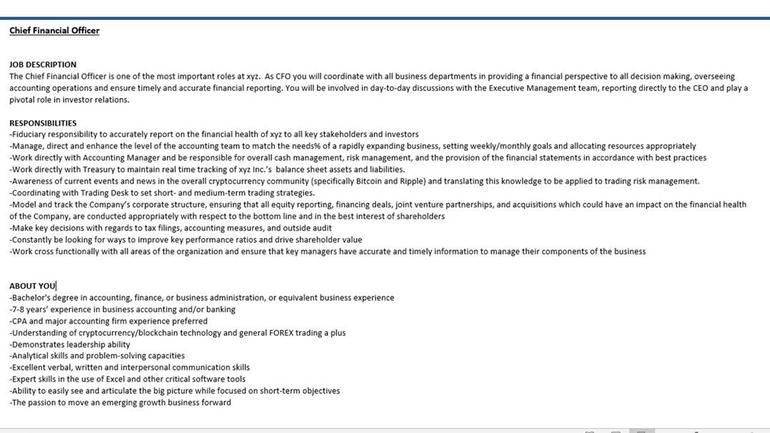 Chief Financial Officer
JOB DESCRIPTION
The Chief Financial Officer is one of the most important roles at xyz.  As CFO you will coordinate with all business departments in providing a financial perspective to all decision making, overseeing
accounting operations and ensure timely and accurate financial reporting. You will be involved in day-to-day discussions with the Executive Management team, reporting directly to the CEO and play a
pivotal role in investor relations.
RESPONSIBILITIES
-Fiduciary responsibility to accurately report on the financial health of xyz to all key stakeholders and investors
-Manage, direct and enhance the level of the accounting team to match the needs% of a rapidly expanding business, setting weekly/monthly goals and allocating resources appropriately
-Work directly with Accounting Manager and be responsible for overall cash management, risk management, and the provision of the financial statements in accordance with best practices
-Work directly with Treasury to maintain real time tracking of xyz Inc.'s  balance sheet assets and liabilities.
-Awareness of current events and news in the overall cryptocurrency community (specifically Bitcoin and Ripple) and translating this knowledge to be applied to trading risk management.
-Coordinating with Trading Desk to set short- and medium-term trading strategies.
-Model and track the Company's corporate structure, ensuring that all equity reporting, financing deals, joint venture partnerships, and acquisitions which could have an impact on the financial health
of the Company, are conducted appropriately with respect to the bottom line and in the best interest of shareholders
-Make key decisions with regards to tax filings, accounting measures, and outside audit
-Constantly be looking for ways to improve key performance ratios and drive shareholder value
-Work cross functionally with all areas of the organization and ensure that key managers have accurate and timely information to manage their components of the business
ABOUT YOU
-Bachelor's degree in accounting, finance, or business administration, or equivalent business experience
-7-8 years' experience in business accounting and/or banking
-CPA and major accounting firm experience preferred
-Understanding of cryptocurrency/blockchain technology and general FOREX trading a plus
-Demonstrates leadership ability
-Analytical skills and problem-solving capacities
-Excellent verbal, written and interpersonal communication skills
-Expert skills in the use of Excel and other critical software tools
-Ability to easily see and articulate the big picture while focused on short-term objectives
-The passion to move an emerging growth business forward